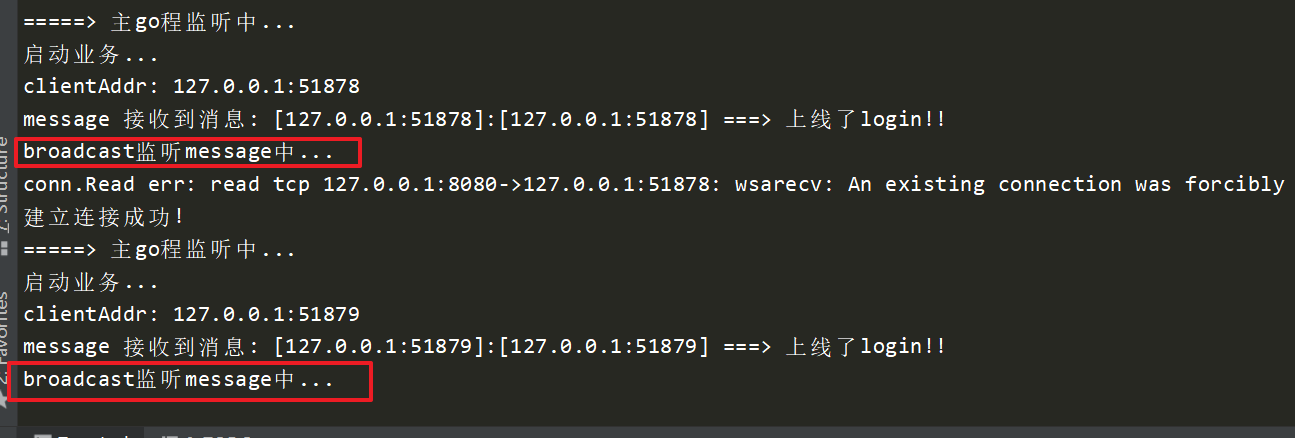 =====> 主go程监听中...
启动业务...
clientAddr: 127.0.0.1:51878
message 接收到消息: [127.0.0.1:51878]:[127.0.0.1:51878] ===> 上线了login!!
broadcast监听message中...
conn.Read err: read tcp 127.0.0.1:8080->127.0.0.1:51878: wsarecv: An existing connection was forcibly
建立连接成功!
=====> 主go程监听中...
启动业务...
clientAddr: 127.0.0.1:51879
message 接收到消息: [127.0.0.1:51879]:[127.0.0.1:51879] ===> 上线了login!!
broadcast监听message中...
7: Structure
2: Favorites